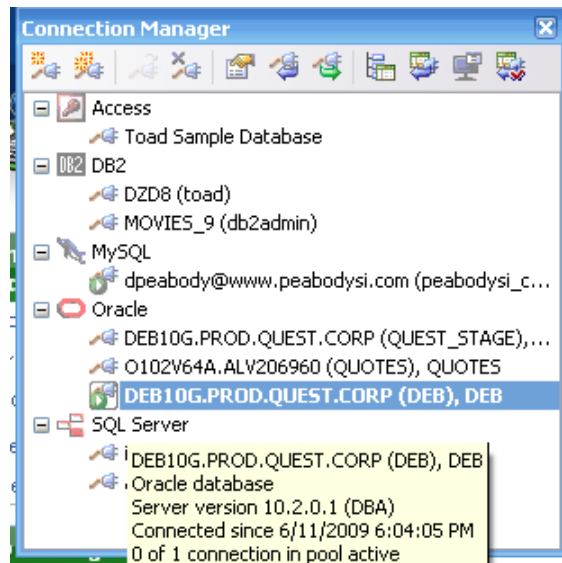 Connection Manager
Access
Toad Sample Database
DB2 DB2
DZD8 (toad)
MOVIES_9 (db2admin)
MySQL
dpeabody@www.peabodysi.com (peabodysi_c...
Oracle
DEB10G.PROD.QUEST.CORP (QUEST_STAGE),...
O102V64A.ALV206960 (QUOTES), QUOTES
DEB10G.PROD.QUEST.CORP (DEB), DEB
SQL Server
DEB10G.PROD.QUEST.CORP (DEB), DEB
Oracle database
Server version 10.2.0.1 (DBA)
Connected since 6/11/2009 6:04:05 PM
0 of 1 connection in pool active